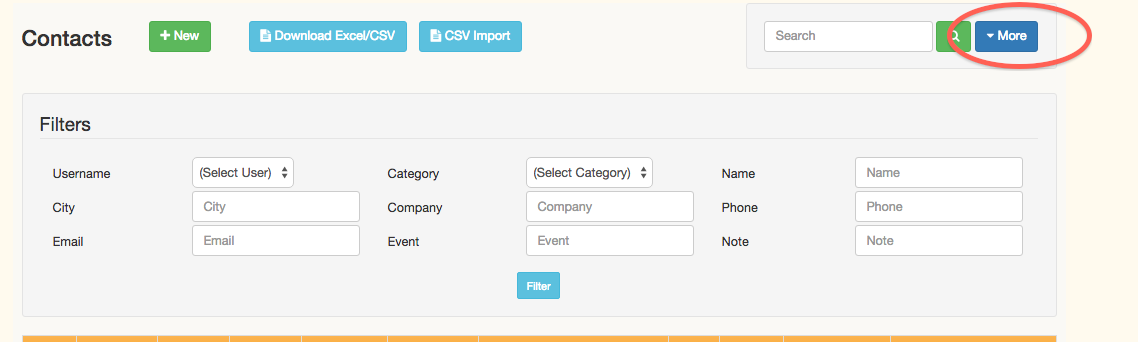 Contacts New Download Excel/CSV CSV Import Search More
Filters
Username (Select User) Category (Select Category) Name Name
City City Company Company Phone Phone
Email Email Event Event Note Note
Filter